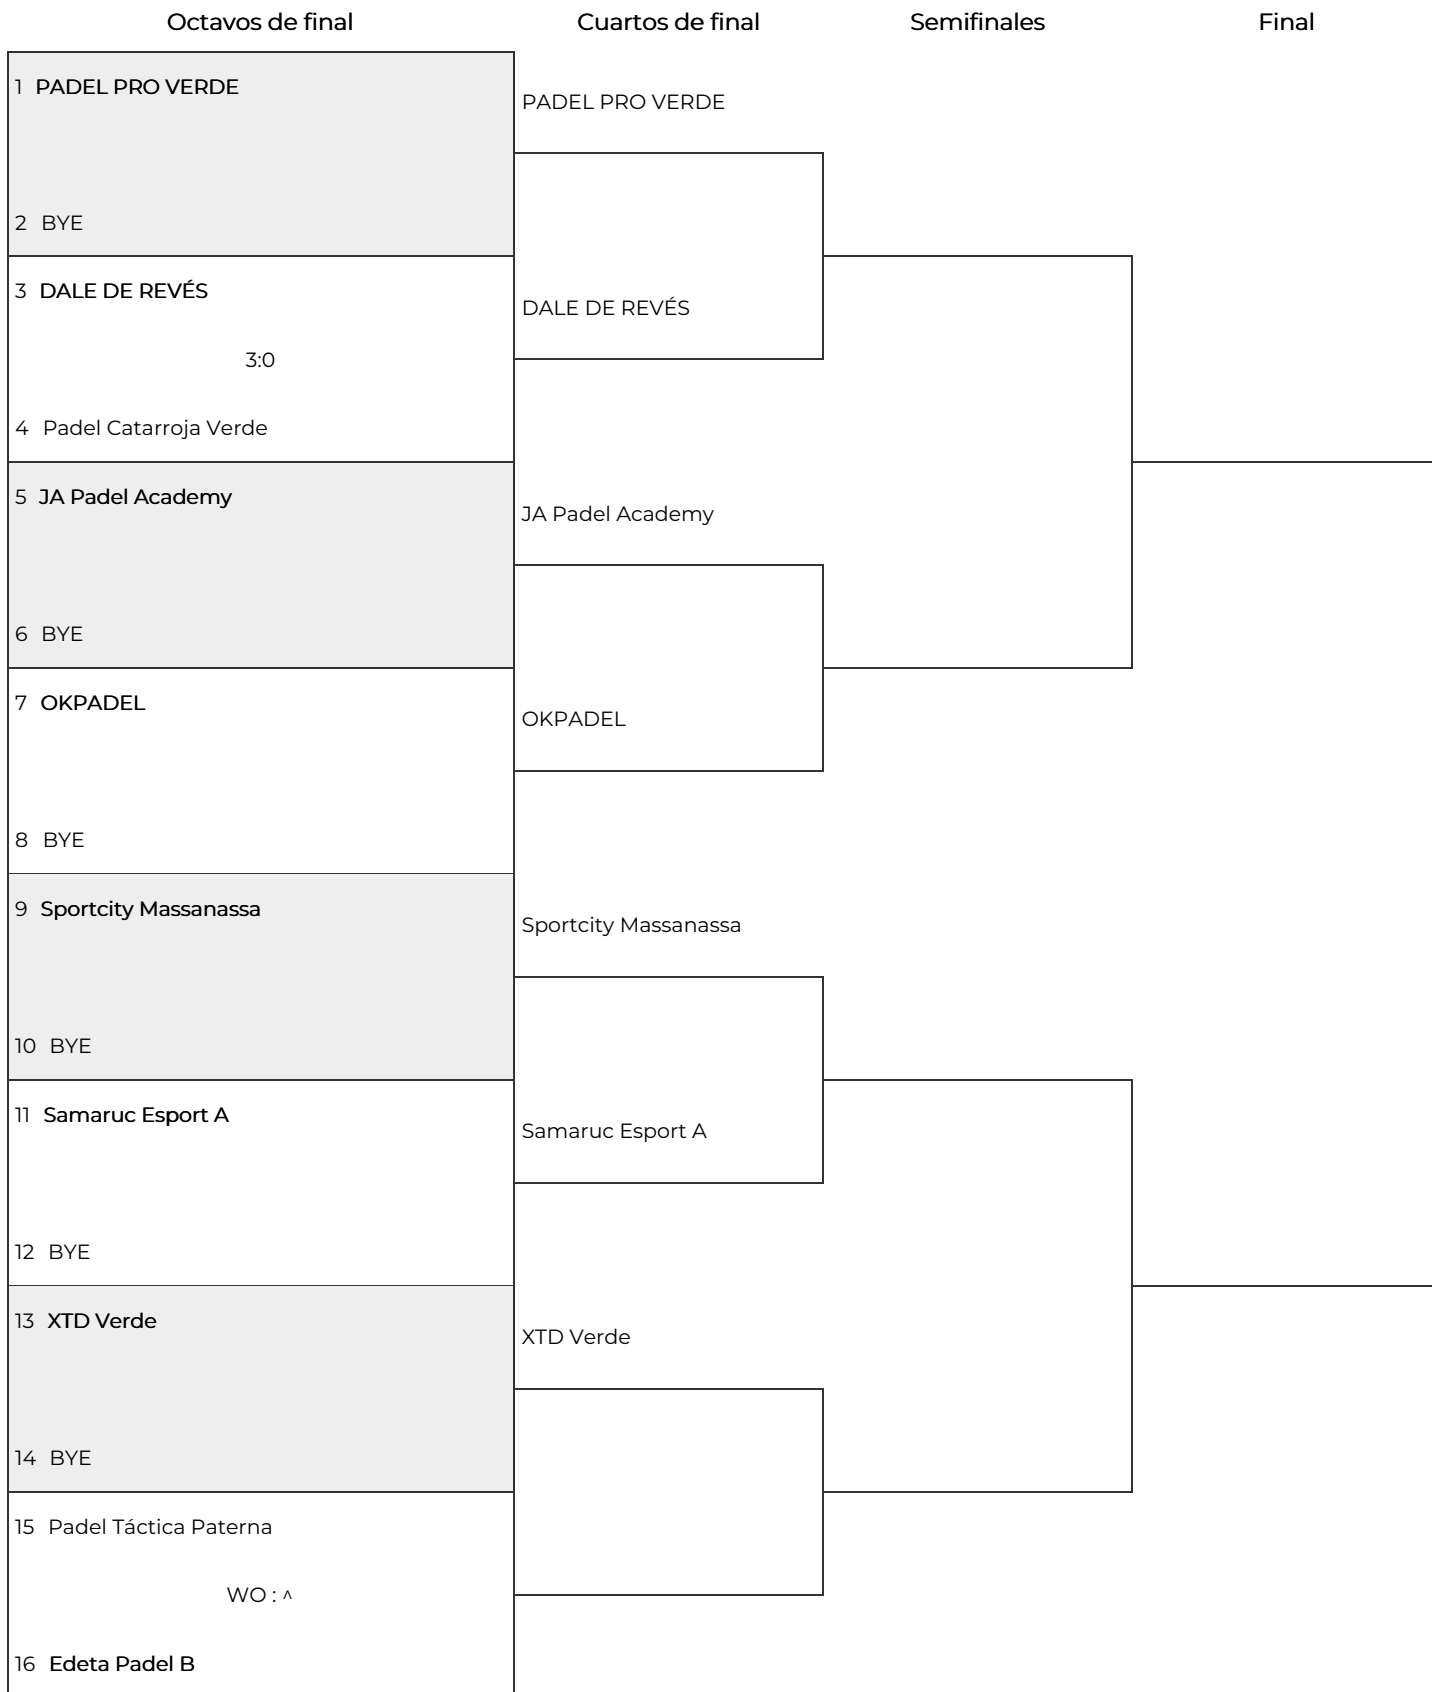 Octavos de final
Cuartos de final
Semifinales
Final
1 PADEL PRO VERDE
PADEL PRO VERDE
2 BYE
3 DALE DE REVÉS
DALE DE REVÉS
3:0
4 Padel Catarroja Verde
5 JA Padel Academy
JA Padel Academy
6 BYE
7 OKPADEL
OKPADEL
8 BYE
9 Sportcity Massanassa
Sportcity Massanassa
10 BYE
11 Samaruc Esport A
Samaruc Esport A
12 BYE
13 XTD Verde
XTD Verde
14 BYE
15 Padel Táctica Paterna
WO : ^
16 Edeta Padel B